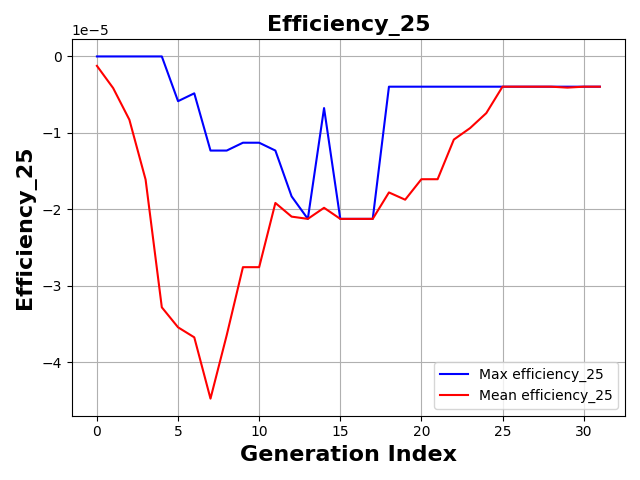 Efficiency_25
1e−5
0
−1
−2
−3
−4
Efficiency_25
0 5 10 15 20 25 30
Generation Index
Max efficiency_25
Mean efficiency_25